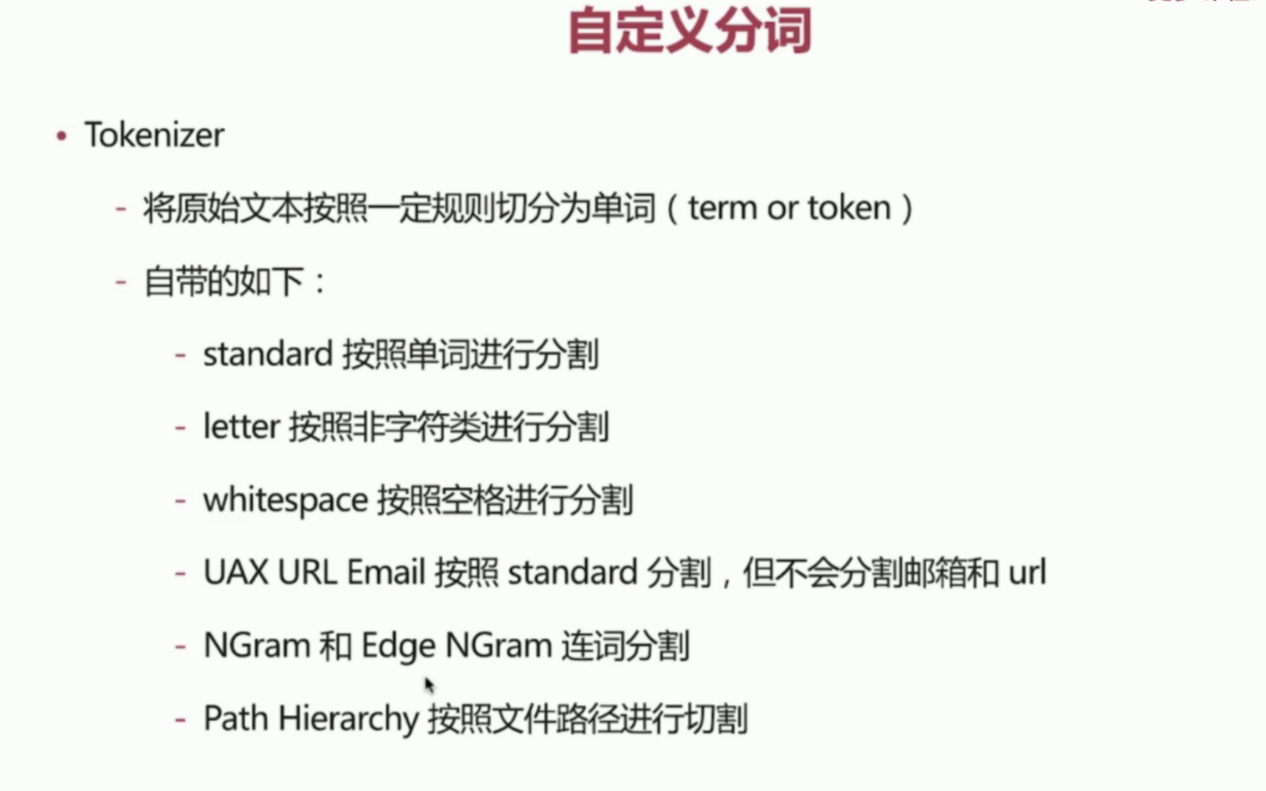 自定义分词
• Tokenizer
- 将原始文本按照一定规则切分为单词（term or token）
- 自带的如下：
- standard 按照单词进行分割
- letter 按照非字符类进行分割
- whitespace 按照空格进行分割
- UAX URL Email 按照 standard 分割，但不会分割邮箱和 url
- NGram 和 Edge NGram 连词分割
- Path Hierarchy 按照文件路径进行切割